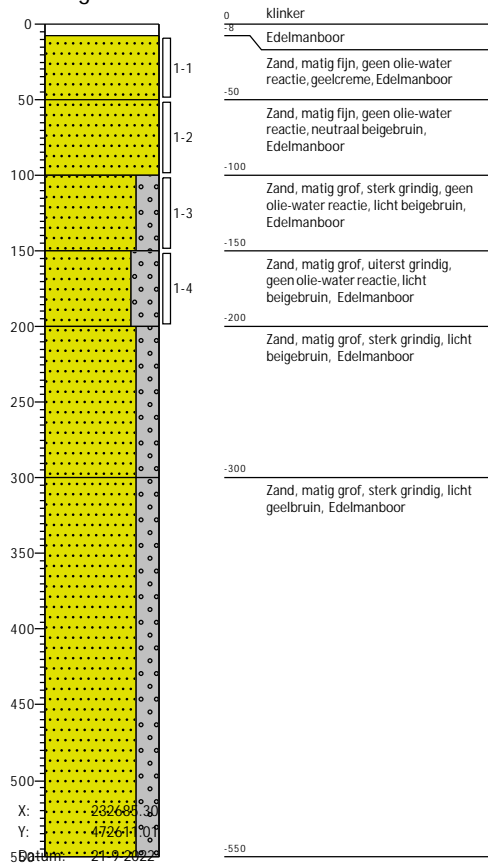 0
klinker
-8
Edelmanboor
Zand, matig fijn, geen olie-water
reactie, geelcreme, Edelmanboor
1-1
50
-50
Zand, matig fijn, geen olie-water
reactie, neutraal beigebruin,
Edelmanboor
1-2
100
-100
Zand, matig grof, sterk grindig, geen
olie-water reactie, licht beigebruin,
Edelmanboor
1-3
150
-150
Zand, matig grof, uiterst grindig,
geen olie-water reactie, licht
beigebruin, Edelmanboor
1-4
200
-200
Zand, matig grof, sterk grindig, licht
beigebruin, Edelmanboor
250
300
-300
Zand, matig grof, sterk grindig, licht
geelbruin, Edelmanboor
350
400
450
500
X: 232685.30
Y: 472611.01
550
Datum: 21-9-2022
-550
0